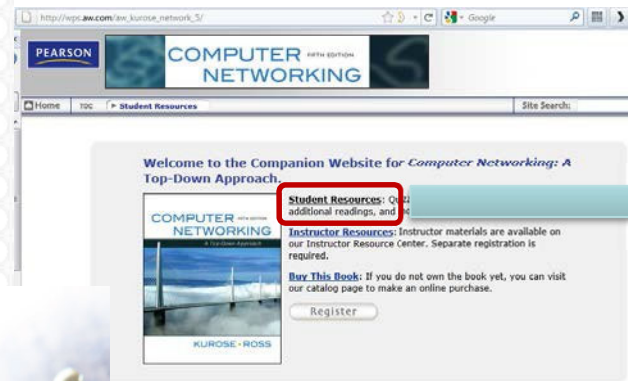 http://wps.aw.com/aw_kurose_network_5/
Google
PEARSON
COMPUTER FIFTH EDITION
NETWORKING
Home TOC Student Resources Site Search:
Welcome to the Companion Website for Computer Networking: A
Top-Down Approach.
Student Resources:
additional readings, and
COMPUTER
NETWORKING
A Top-Down Approach
KUROSE • ROSS
Instructor Resources: Instructor materials are available on
our Instructor Resource Center. Separate registration is
required.
Buy This Book: If you do not own the book yet, you can visit
our catalog page to make an online purchase.
Register